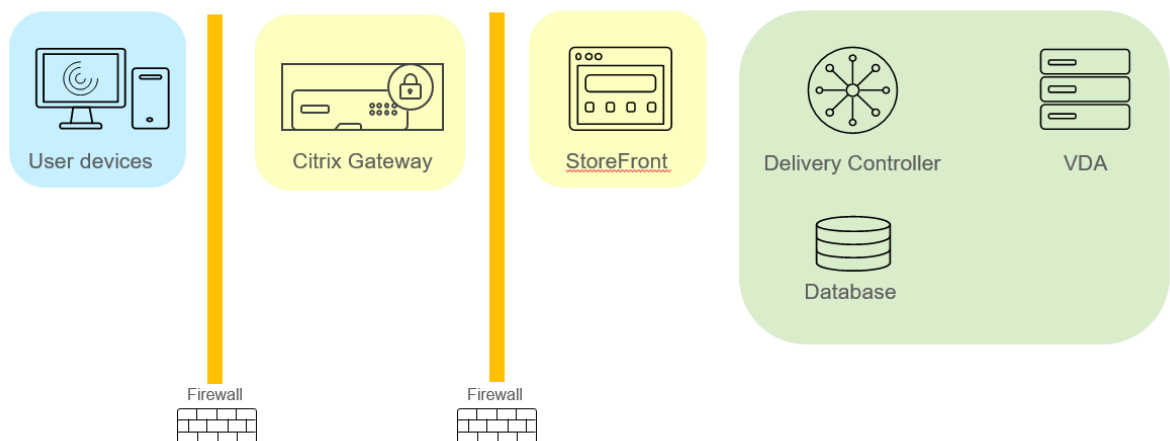 User devices
Citrix Gateway
StoreFront
Delivery Controller
VDA
Database
Firewall
Firewall